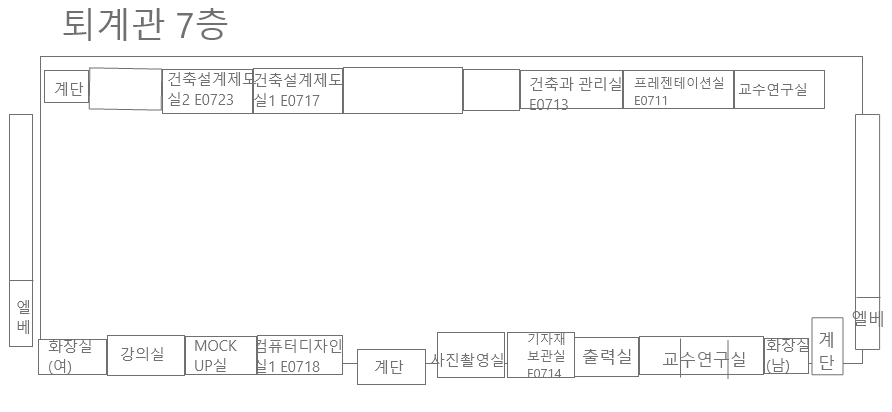 퇴계관 7층
계단
건축설계제도
실2 E0723
건축설계제도
실1 E0717
건축과 관리실
E0713
프레젠테이션실
E0711
교수연구실
엘
베
엘베
화장실
(여)
강의실
MOCK
UP실
컴퓨터디자인
실1 E0718
계단
사진촬영실
기자재
보관실
E0714
출력실
교수연구실
화장실
(남)
계
단